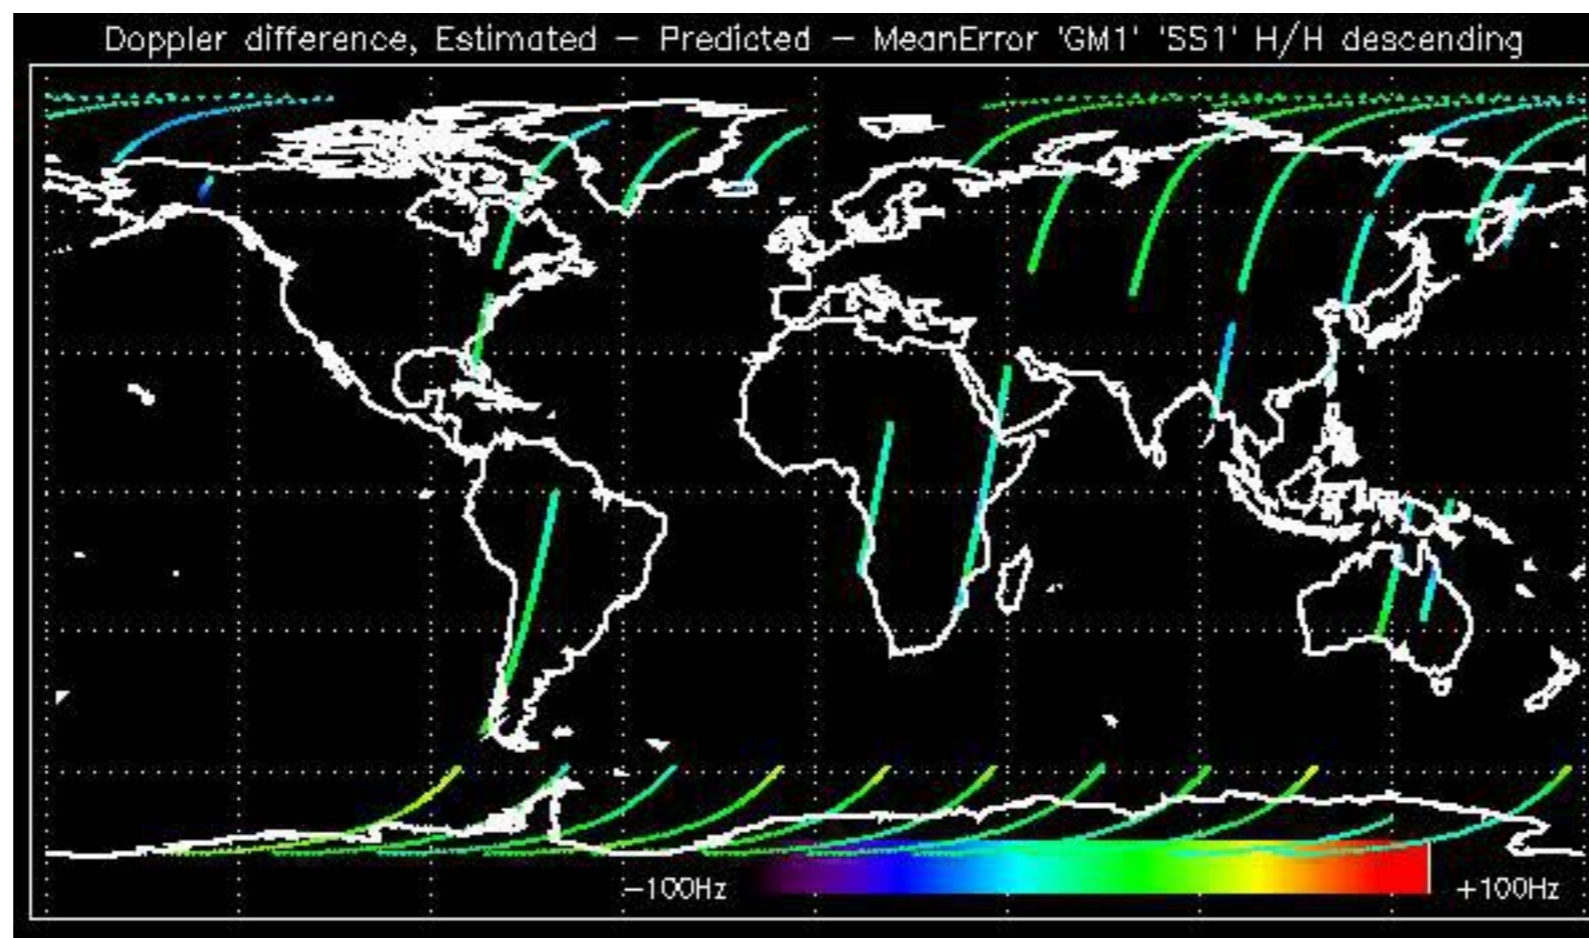 Doppler difference, Estimated – Predicted – MeanError 'GM1' 'SS1' H/H descending
-100Hz
+100Hz